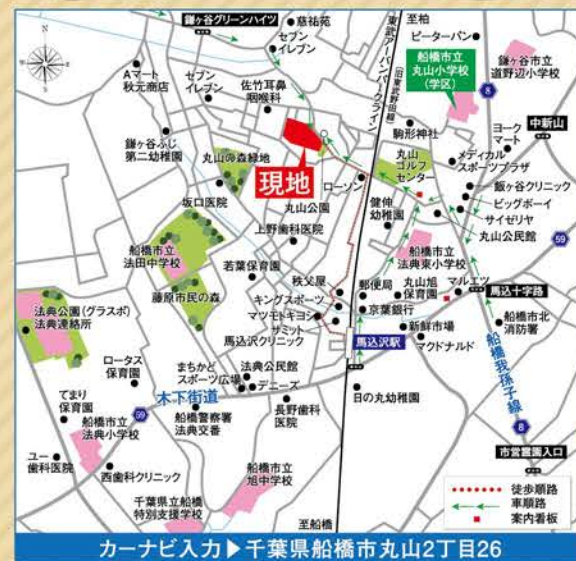 鎌ヶ谷グリーンハイツ
慈祐苑
セブン
イレブン
至柏
ピーターパン
東武アーバンパークライン
(旧東武野田線)
船橋市立
丸山小学校
(学区)
鎌ヶ谷市立
道野辺小学校
8
N
Aマート
秋元商店
セブン
イレブン
佐竹耳鼻
咽喉科
駒形神社
ヨーク
マート
中新山
鎌ヶ谷ふじ
第二幼稚園
丸山の森緑地
現地
丸山
ゴルフ
センター
メディカル
スポーツプラザ
ローソン
飯ヶ谷クリニック
坂口医院
丸山公園
健伸
幼稚園
ビッグボーイ
サイゼリヤ
上野歯科医院
丸山公民館
59
船橋市立
法田中学校
船橋市立
法典東小学校
若葉保育園
秩父屋
郵便局
丸山旭
保育園
マルエツ
馬込十字路
藤原市民の森
キングスポーツ
マツモトキヨシ
サミット
京葉銀行
法典公園(グラスポ)
法典連絡所
馬込沢クリニック
新鮮市場
馬込沢駅
マクドナルド
船橋市北
消防署
船橋我孫子線
ロータス
保育園
まちかど
スポーツ広場
法典公民館
デニーズ
日の丸幼稚園
てまり
保育園
木下街道
59
船橋警察署
法典交番
長野歯科
医院
船橋市立
法典小学校
8
市営霊園入口
ユー
歯科医院
西歯科クリニック
船橋市立
旭中学校
千葉県立船橋
特別支援学校
至船橋
徒歩順路
車順路
案内看板
カーナビ入力▶千葉県船橋市丸山2丁目26